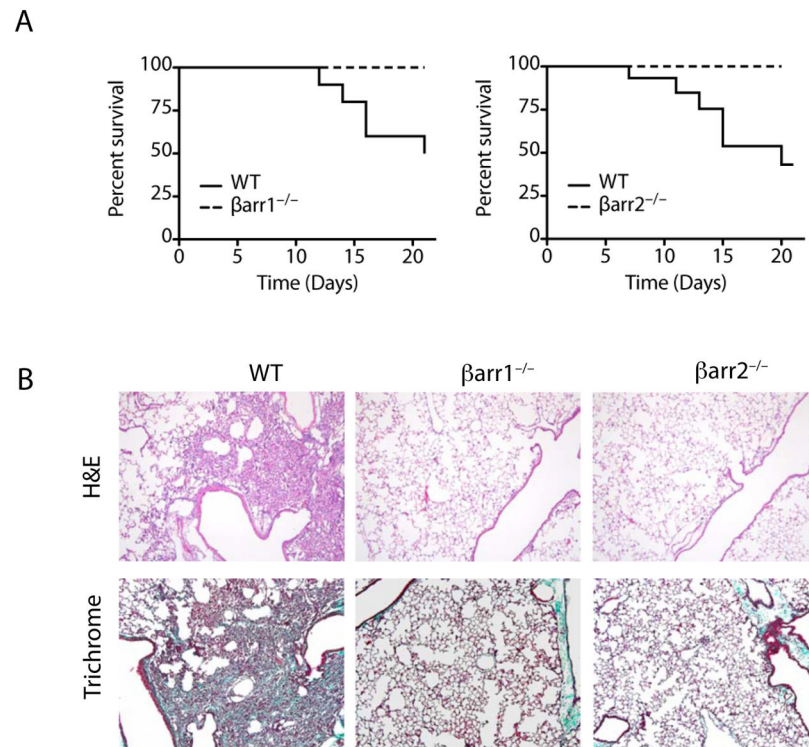 A
Percent survival
100
75
50
25
0
WT
βarr1⁻/⁻
0 5 10 15 20
Time (Days)
Percent survival
100
75
50
25
0
WT
βarr2⁻/⁻
0 5 10 15 20
Time (Days)
B
WT βarr1⁻/⁻ βarr2⁻/⁻
H&E
Trichrome